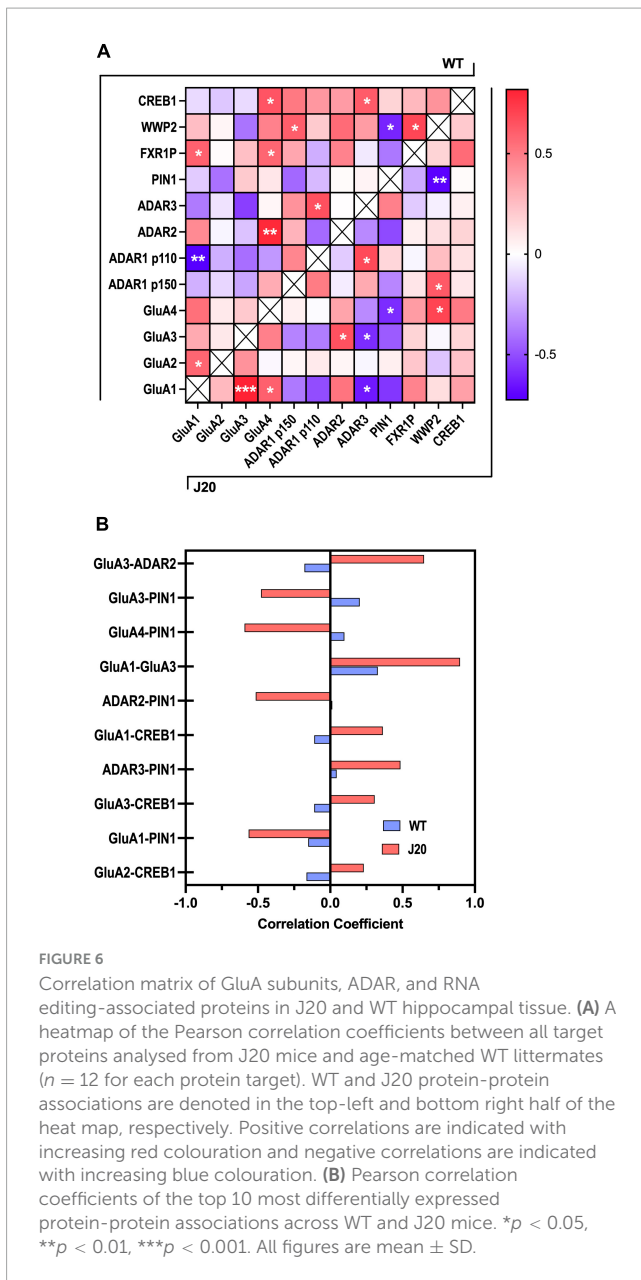 A
WT
CREB1
* *
WWP2
* * *
FXR1P
* *
PIN1
**
ADAR3
*
ADAR2
**
ADAR1 p110
** *
ADAR1 p150
*
GluA4
* *
GluA3
* *
GluA2
*
GluA1
*** * *
GluA1
GluA2
GluA3
GluA4
ADAR1 p150
ADAR1 p110
ADAR2
ADAR3
PIN1
FXR1P
WWP2
CREB1
J20
0.5
0
-0.5
B
GluA3-ADAR2
GluA3-PIN1
GluA4-PIN1
GluA1-GluA3
ADAR2-PIN1
GluA1-CREB1
ADAR3-PIN1
GluA3-CREB1
GluA1-PIN1
GluA2-CREB1
WT
J20
-1.0 -0.5 0.0 0.5 1.0
Correlation Coefficient
FIGURE 6
Correlation matrix of GluA subunits, ADAR, and RNA
editing-associated proteins in J20 and WT hippocampal tissue. (A) A
heatmap of the Pearson correlation coefficients between all target
proteins analysed from J20 mice and age-matched WT littermates
(n = 12 for each protein target). WT and J20 protein-protein
associations are denoted in the top-left and bottom right half of the
heat map, respectively. Positive correlations are indicated with
increasing red colouration and negative correlations are indicated
with increasing blue colouration. (B) Pearson correlation
coefficients of the top 10 most differentially expressed
protein-protein associations across WT and J20 mice. *p < 0.05,
**p < 0.01, ***p < 0.001. All figures are mean ± SD.